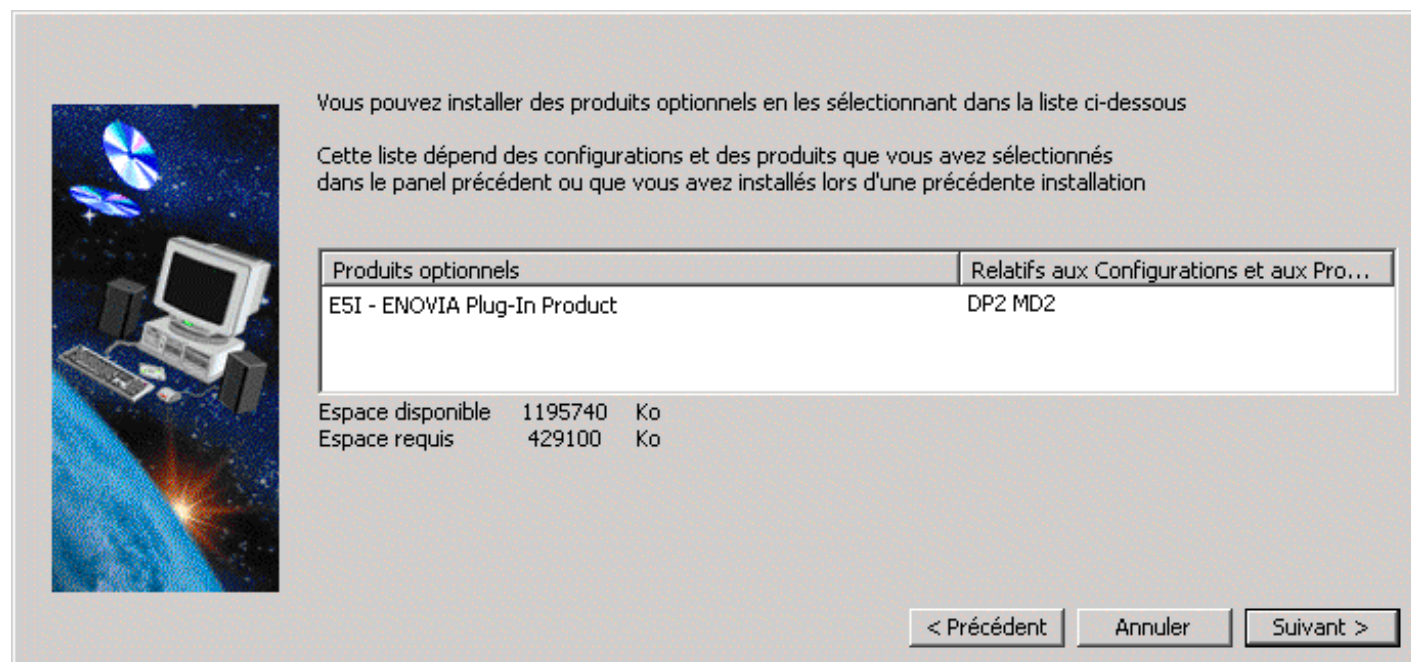 Vous pouvez installer des produits optionnels en les sélectionnant dans la liste ci-dessous
Cette liste dépend des configurations et des produits que vous avez sélectionnés
dans le panel précédent ou que vous avez installés lors d'une précédente installation
Produits optionnels Relatifs aux Configurations et aux Pro...
E5I - ENOVIA Plug-In Product DP2 MD2
Espace disponible 1195740 Ko
Espace requis 429100 Ko
< Précédent Annuler Suivant >